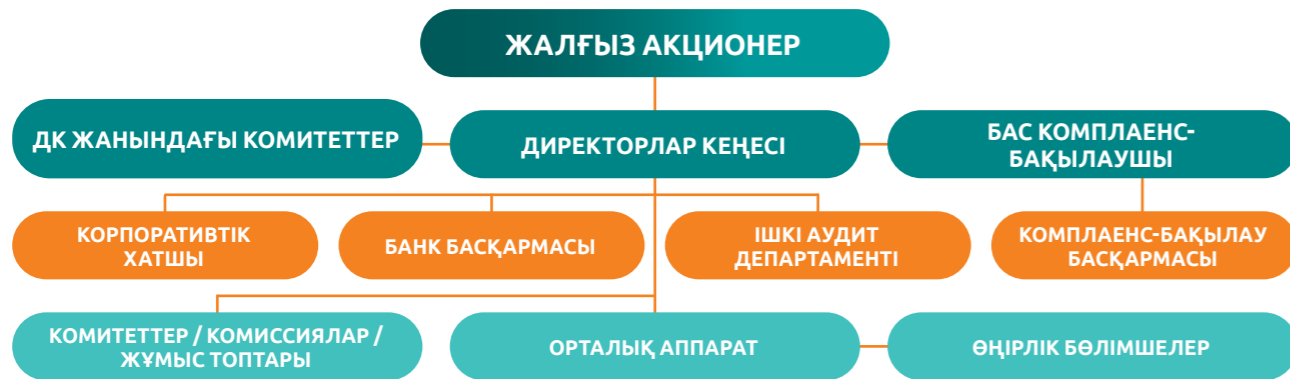 ЖАЛҒЫЗ АКЦИОНЕР
ДК ЖАНЫНДАҒЫ КОМИТЕТТЕР
ДИРЕКТОРЛАР КЕҢЕСІ
БАС КОМПЛАЕНС-
БАҚЫЛАУШЫ
КОРПОРАТИВТІК
ХАТШЫ
БАНК БАСҚАРМАСЫ
ІШКІ АУДИТ
ДЕПАРТАМЕНТІ
КОМПЛАЕНС-БАҚЫЛАУ
БАСҚАРМАСЫ
КОМИТЕТТЕР / КОМИССИЯЛАР /
ЖҰМЫС ТОПТАРЫ
ОРТАЛЫҚ АППАРАТ
ӨҢІРЛІК БӨЛІМШЕЛЕР